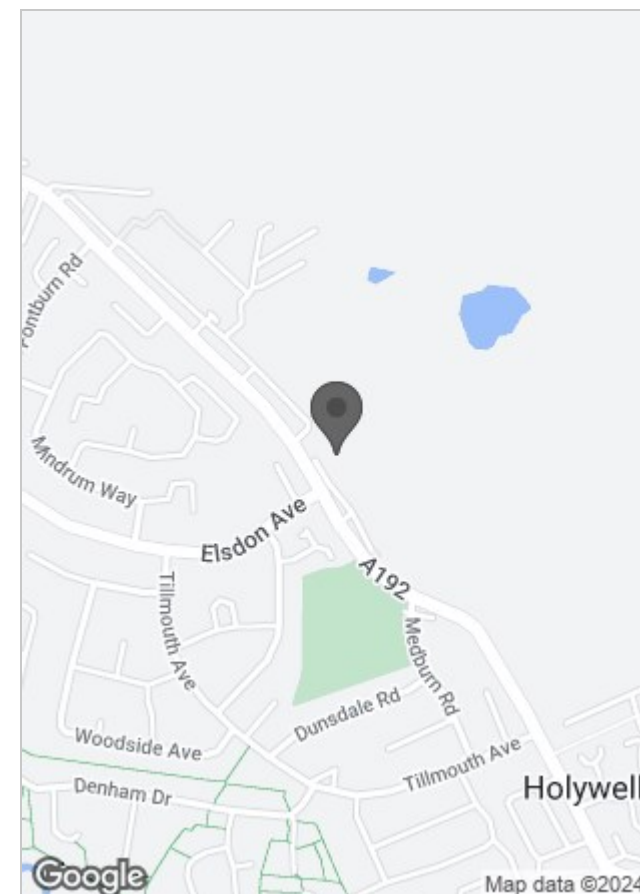 Fontburn Rd
Mindrum Way
Elsdon Ave
A192
Tillmouth Ave
Medburn Rd
Dunsdale Rd
Woodside Ave
Tillmouth Ave
Denham Dr
Holywell
Google
Map data ©2024